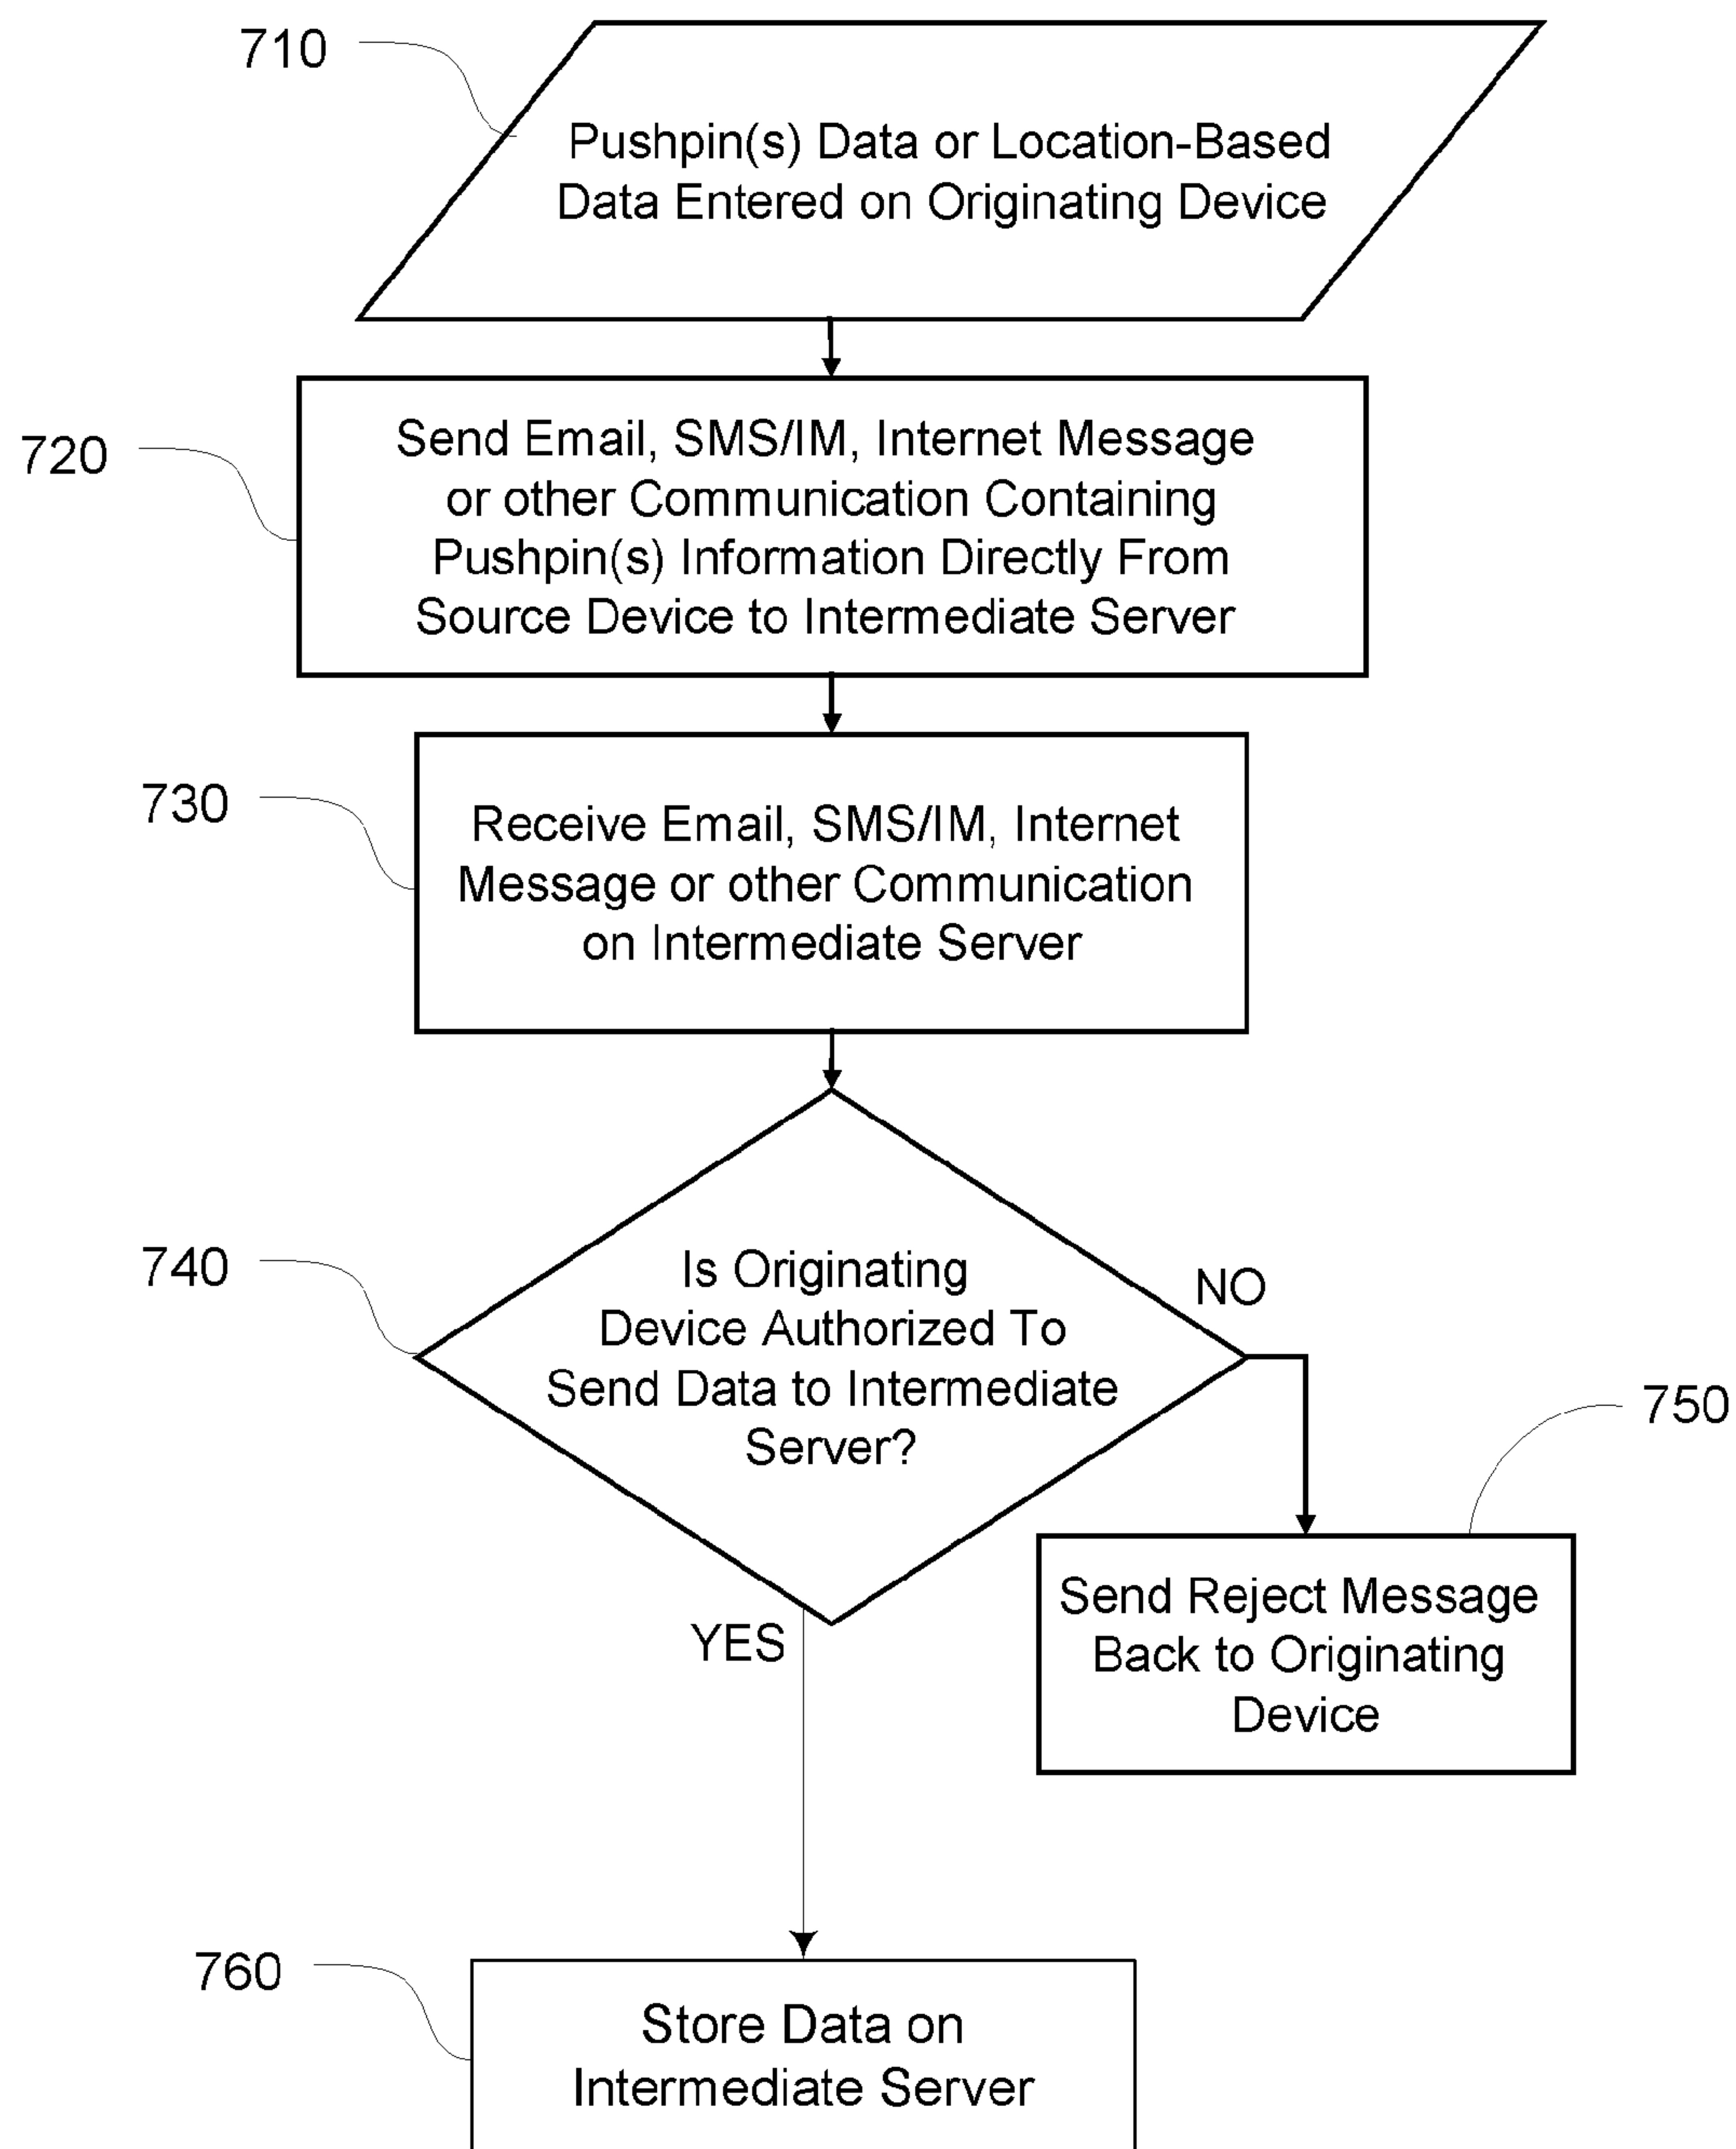 710
Pushpin(s) Data or Location-Based
Data Entered on Originating Device
720
Send Email, SMS/IM, Internet Message
or other Communication Containing
Pushpin(s) Information Directly From
Source Device to Intermediate Server
730
Receive Email, SMS/IM, Internet
Message or other Communication
on Intermediate Server
740
Is Originating
Device Authorized To
Send Data to Intermediate
Server?
NO
750
Send Reject Message
Back to Originating
Device
YES
760
Store Data on
Intermediate Server